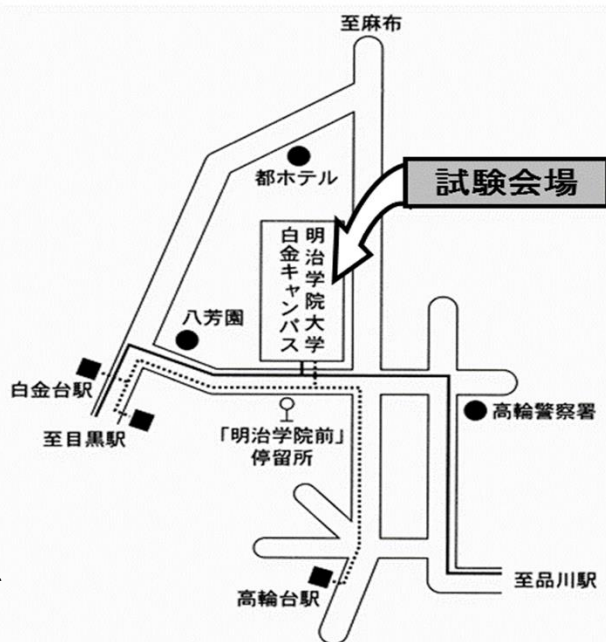 至麻布
都ホテル
試験会場
明治学院大学
白金キャンパス
八芳園
白金台駅
至目黒駅
「明治学院前」
停留所
高輪警察署
高輪台駅
至品川駅